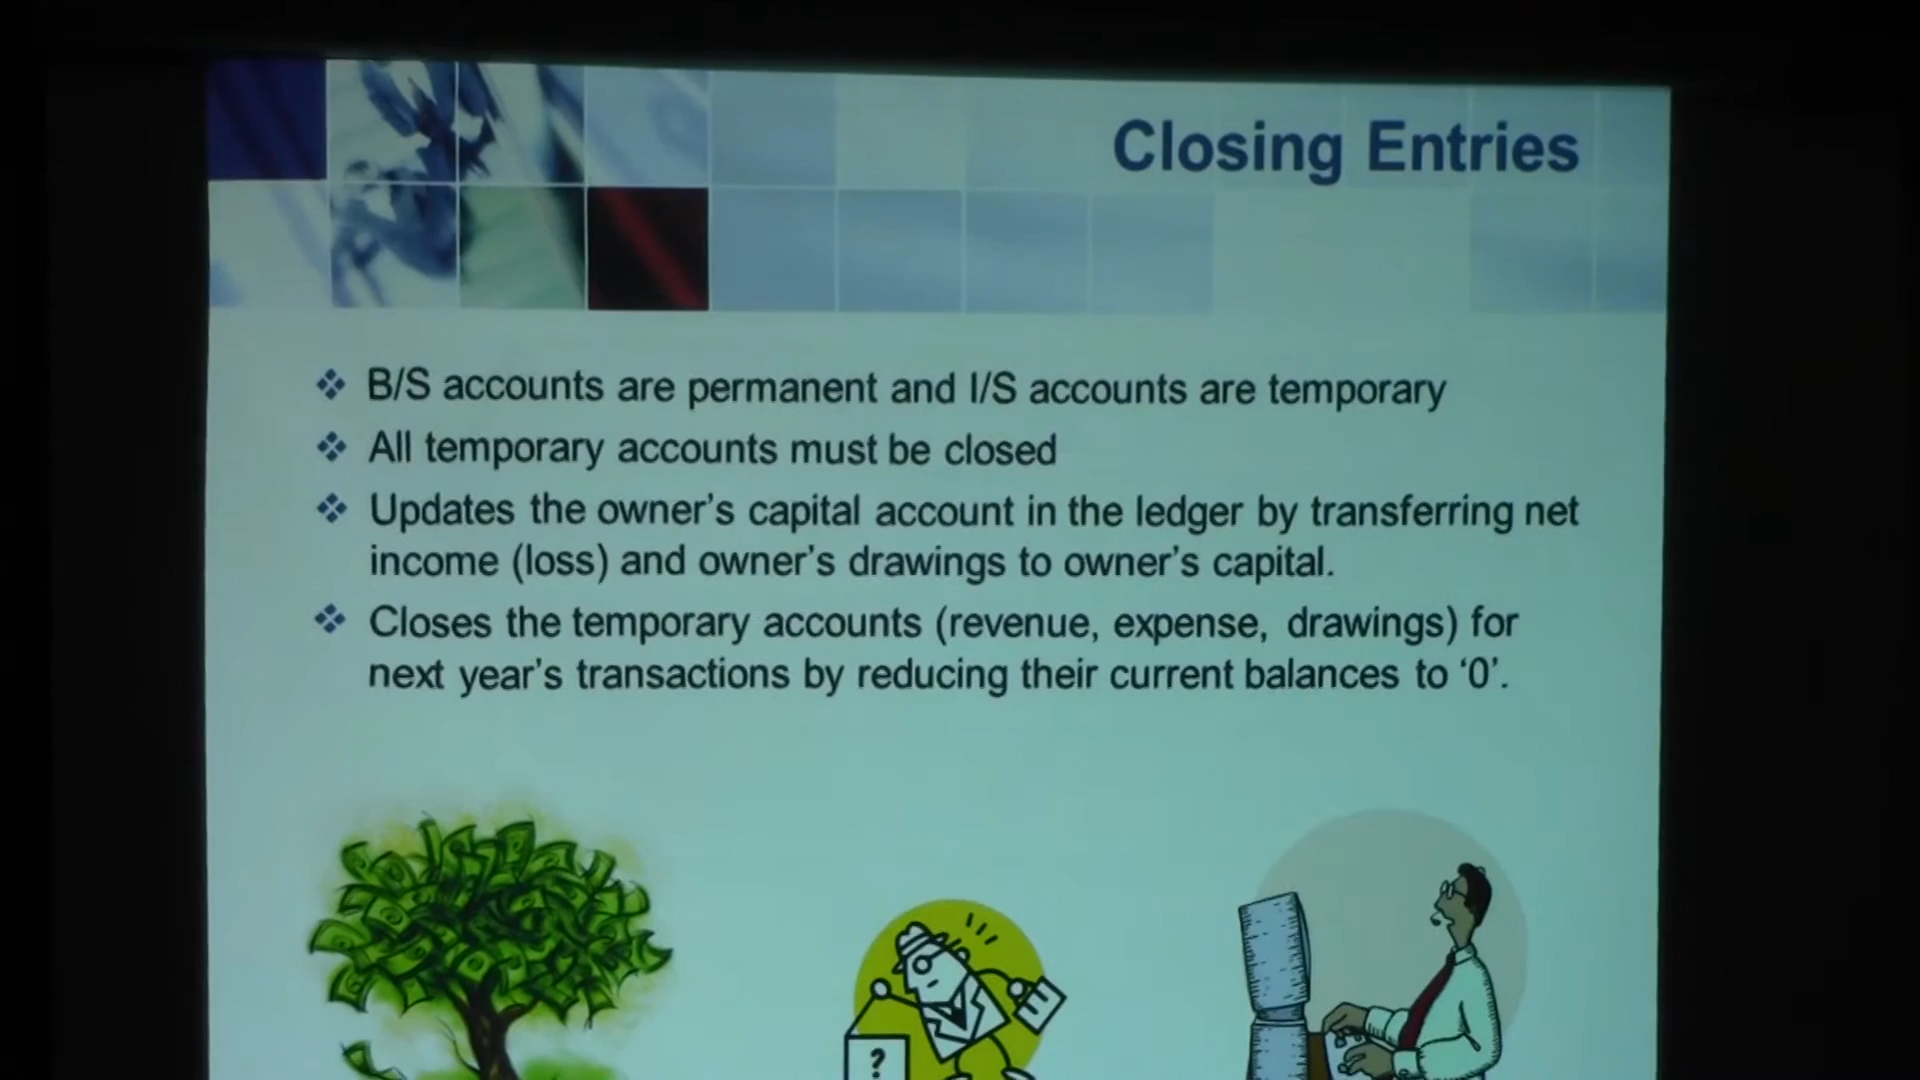 Closing Entries
B/S accounts are permanent and I/S accounts are temporary
All temporary accounts must be closed
Updates the owner’s capital account in the ledger by transferring net
income (loss) and owner’s drawings to owner’s capital.
Closes the temporary accounts (revenue, expense, drawings) for
next year’s transactions by reducing their current balances to ‘0’.
?